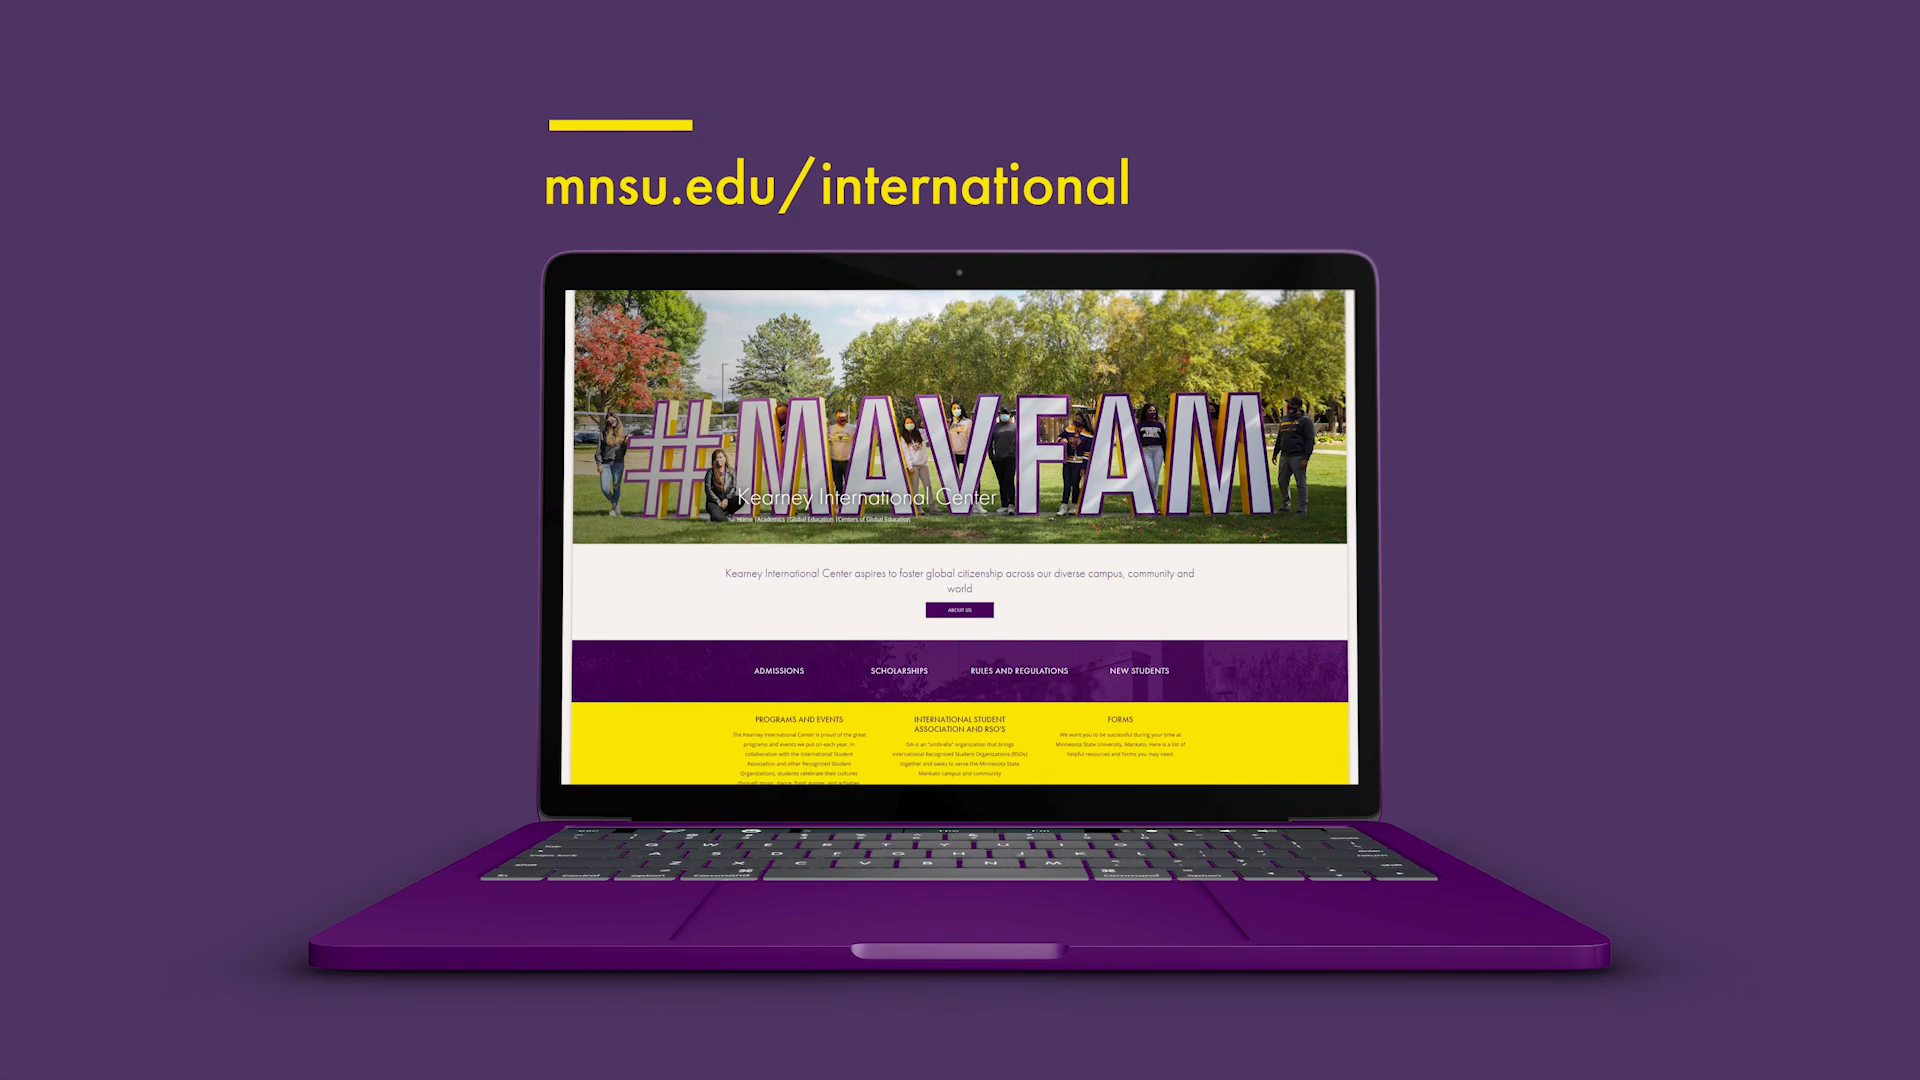 mnsu.edu/international
#MAVFAM
Kearney International Center
Home | Academics | Global Education | Centers of Global Education
Kearney International Center aspires to foster global citizenship across our diverse campus, community and
world
ABOUT US
ADMISSIONS SCHOLARSHIPS RULES AND REGULATIONS NEW STUDENTS
PROGRAMS AND EVENTS
The Kearney International Center is proud of the great
programs and events we put on each year. In
collaboration with the International Student
Association and other Recognized Student
Organizations, students celebrate their cultures
through music, dance, food, games, and activities
INTERNATIONAL STUDENT
ASSOCIATION AND RSO'S
ISA is an "umbrella" organization that brings
International Recognized Student Organizations (RSOs)
together and seeks to serve the Minnesota State
Mankato campus and community
FORMS
We want you to be successful during your time at
Minnesota State University, Mankato. Here is a list of
helpful resources and forms you may need.
Q W E R T Y U I O P
A S D F G H J K L
Z X C V B N M
fn control option command command option